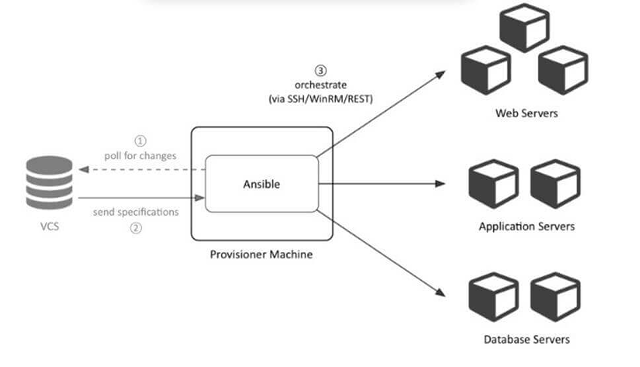 ③
orchestrate
(via SSH/WinRM/REST)
Web Servers
①
poll for changes
Ansible
VCS
send specifications
②
Provisioner Machine
Application Servers
Database Servers